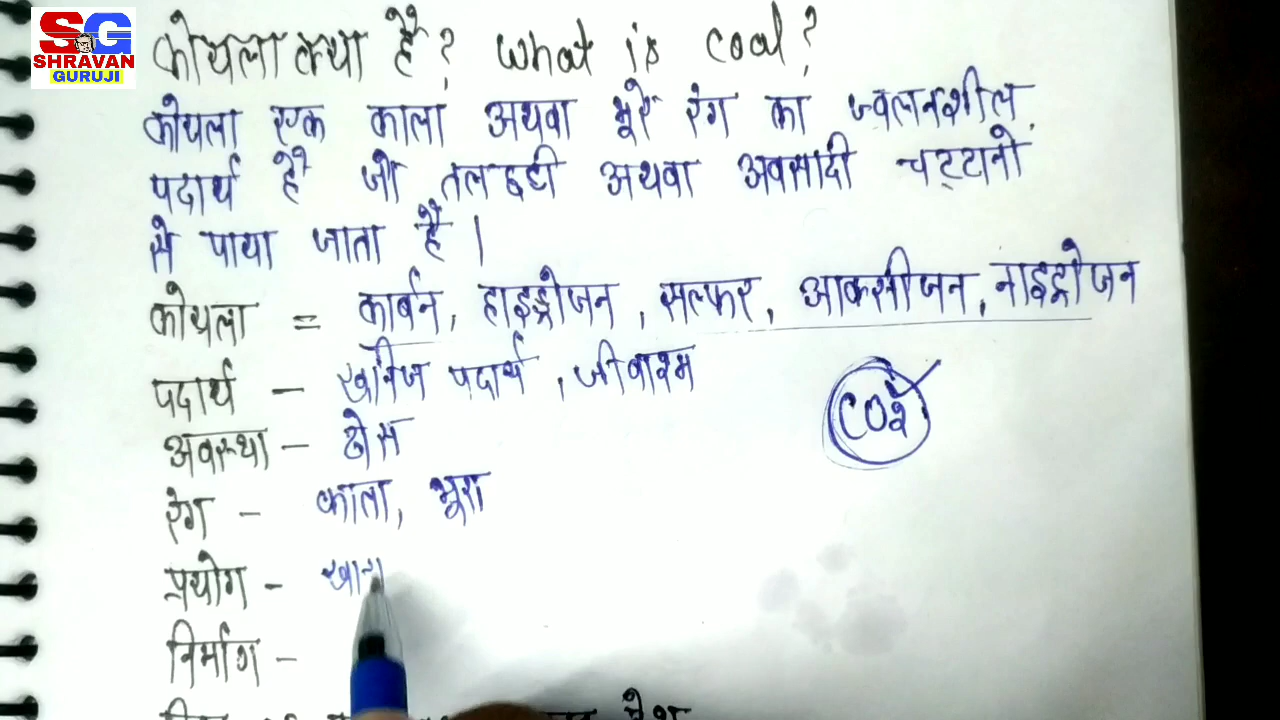 SG
SHRAVAN
GURUJI
कोयला क्या है? What is coal?
कोयला एक काला अथवा भूरे रंग का ज्वलनशील
पदार्थ है जो तलछटी अथवा अवसादी चट्टानो
से पाया जाता है |
कोयला = कार्बन, हाइड्रोजन, सल्फर, आक्सीजन, नाइट्रोजन
पदार्थ - खनिज पदार्थ, जीवाश्म
CO2
अवस्था - ठोस
रंग - काला, भूरा
प्रयोग -
निर्माण -